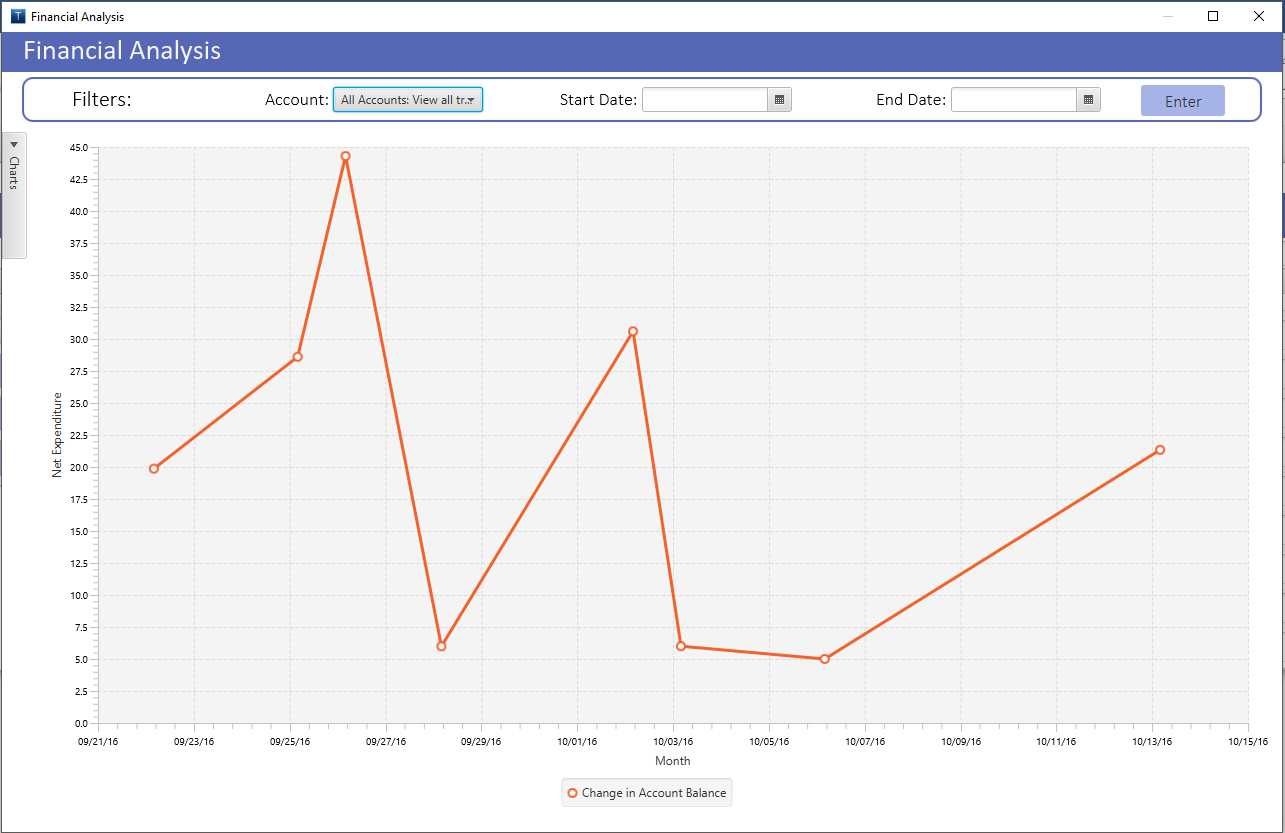 T Financial Analysis
Financial Analysis
Filters:
Account: All Accounts: View all tr...
Start Date:
End Date:
Enter
Charts
45.0
42.5
40.0
37.5
35.0
32.5
30.0
27.5
25.0
22.5
20.0
17.5
15.0
12.5
10.0
7.5
5.0
2.5
0.0
Net Expenditure
09/21/16 09/23/16 09/25/16 09/27/16 09/29/16 10/01/16 10/03/16 10/05/16 10/07/16 10/09/16 10/11/16 10/13/16 10/15/16
Month
Change in Account Balance